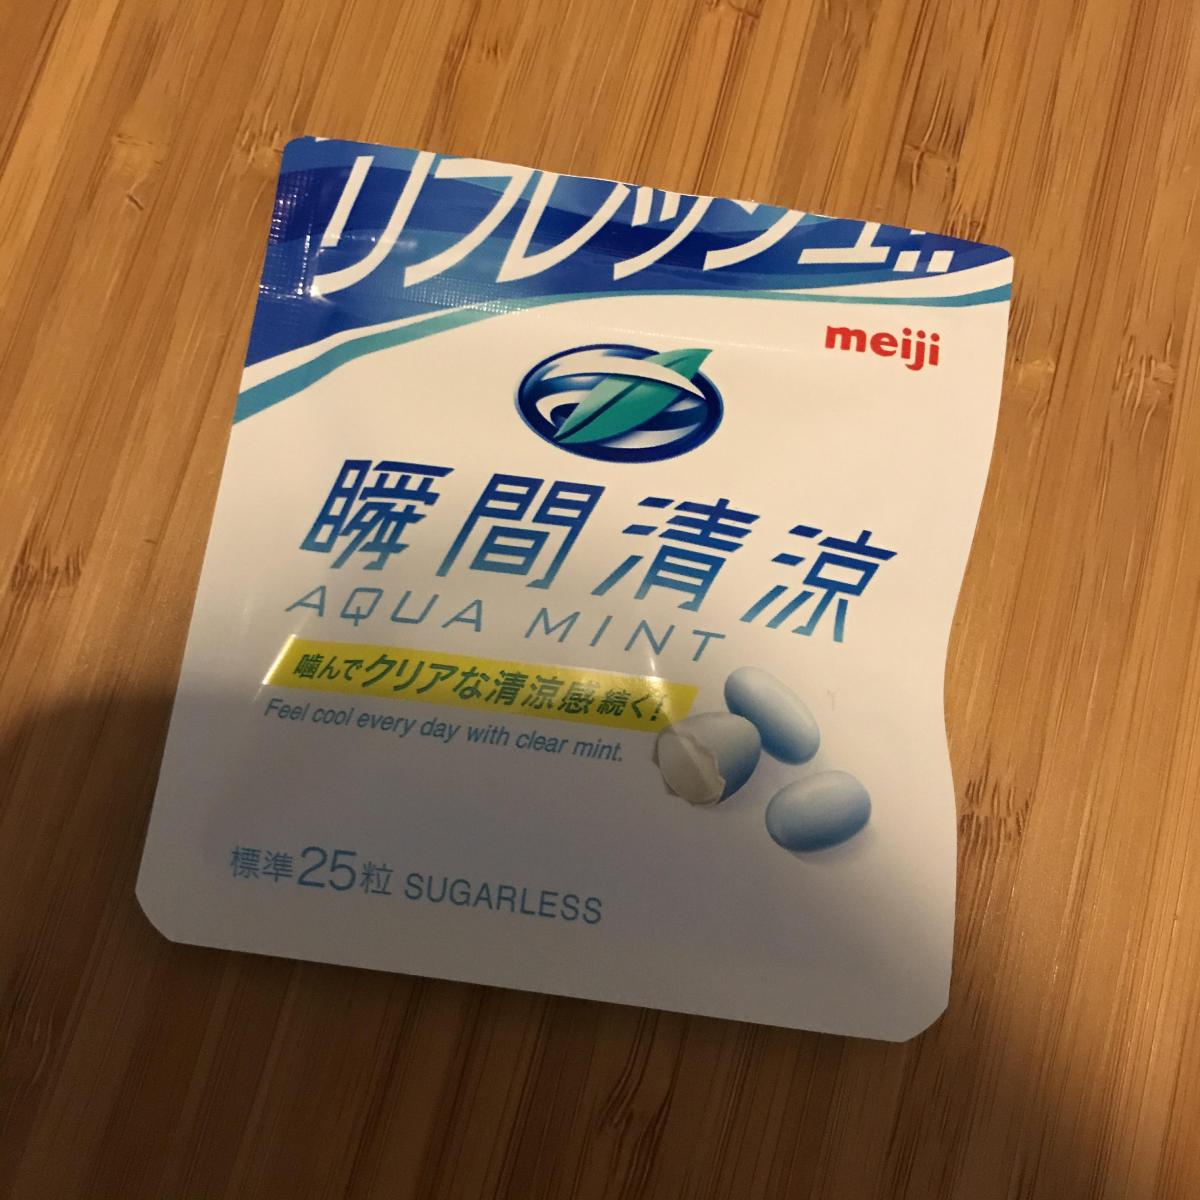 リフレッシュ!!
meiji
瞬間清涼
AQUA MINT
噛んでクリアな清涼感続く!
Feel cool every day with clear mint.
標準25粒 SUGARLESS